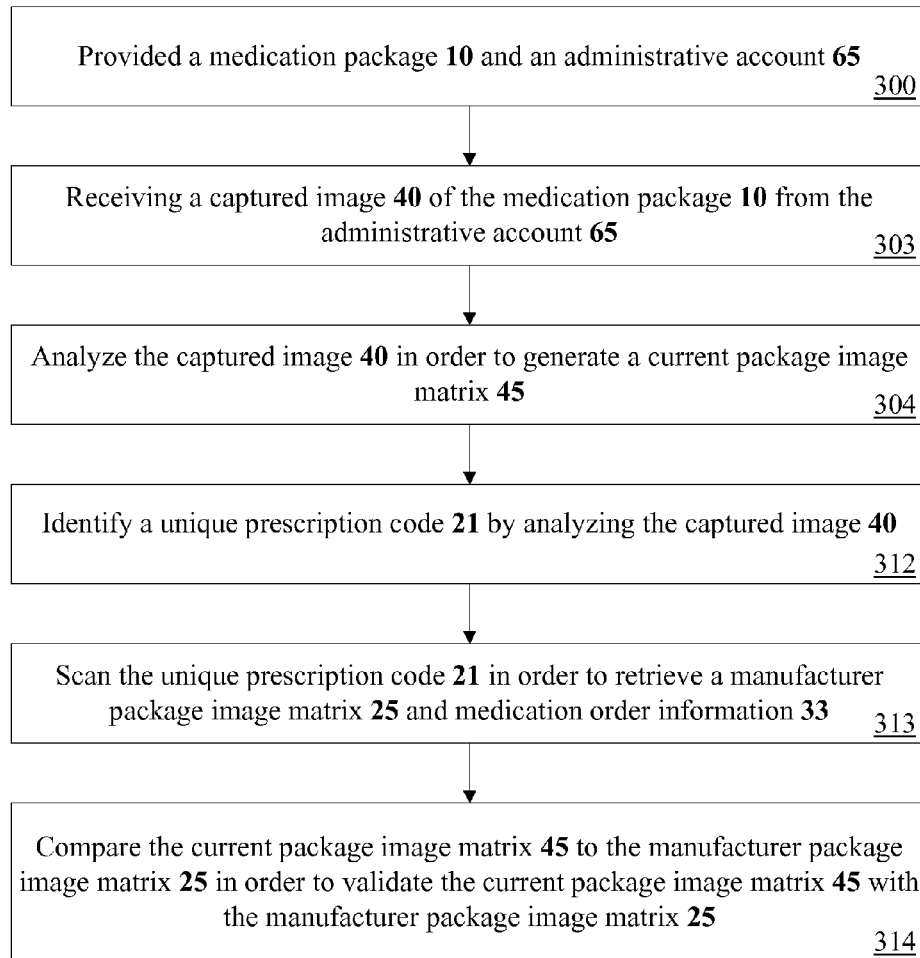 Provided a medication package 10 and an administrative account 65
300
Receiving a captured image 40 of the medication package 10 from the
administrative account 65
303
Analyze the captured image 40 in order to generate a current package image
matrix 45
304
Identify a unique prescription code 21 by analyzing the captured image 40
312
Scan the unique prescription code 21 in order to retrieve a manufacturer
package image matrix 25 and medication order information 33
313
Compare the current package image matrix 45 to the manufacturer package
image matrix 25 in order to validate the current package image matrix 45 with
the manufacturer package image matrix 25
314